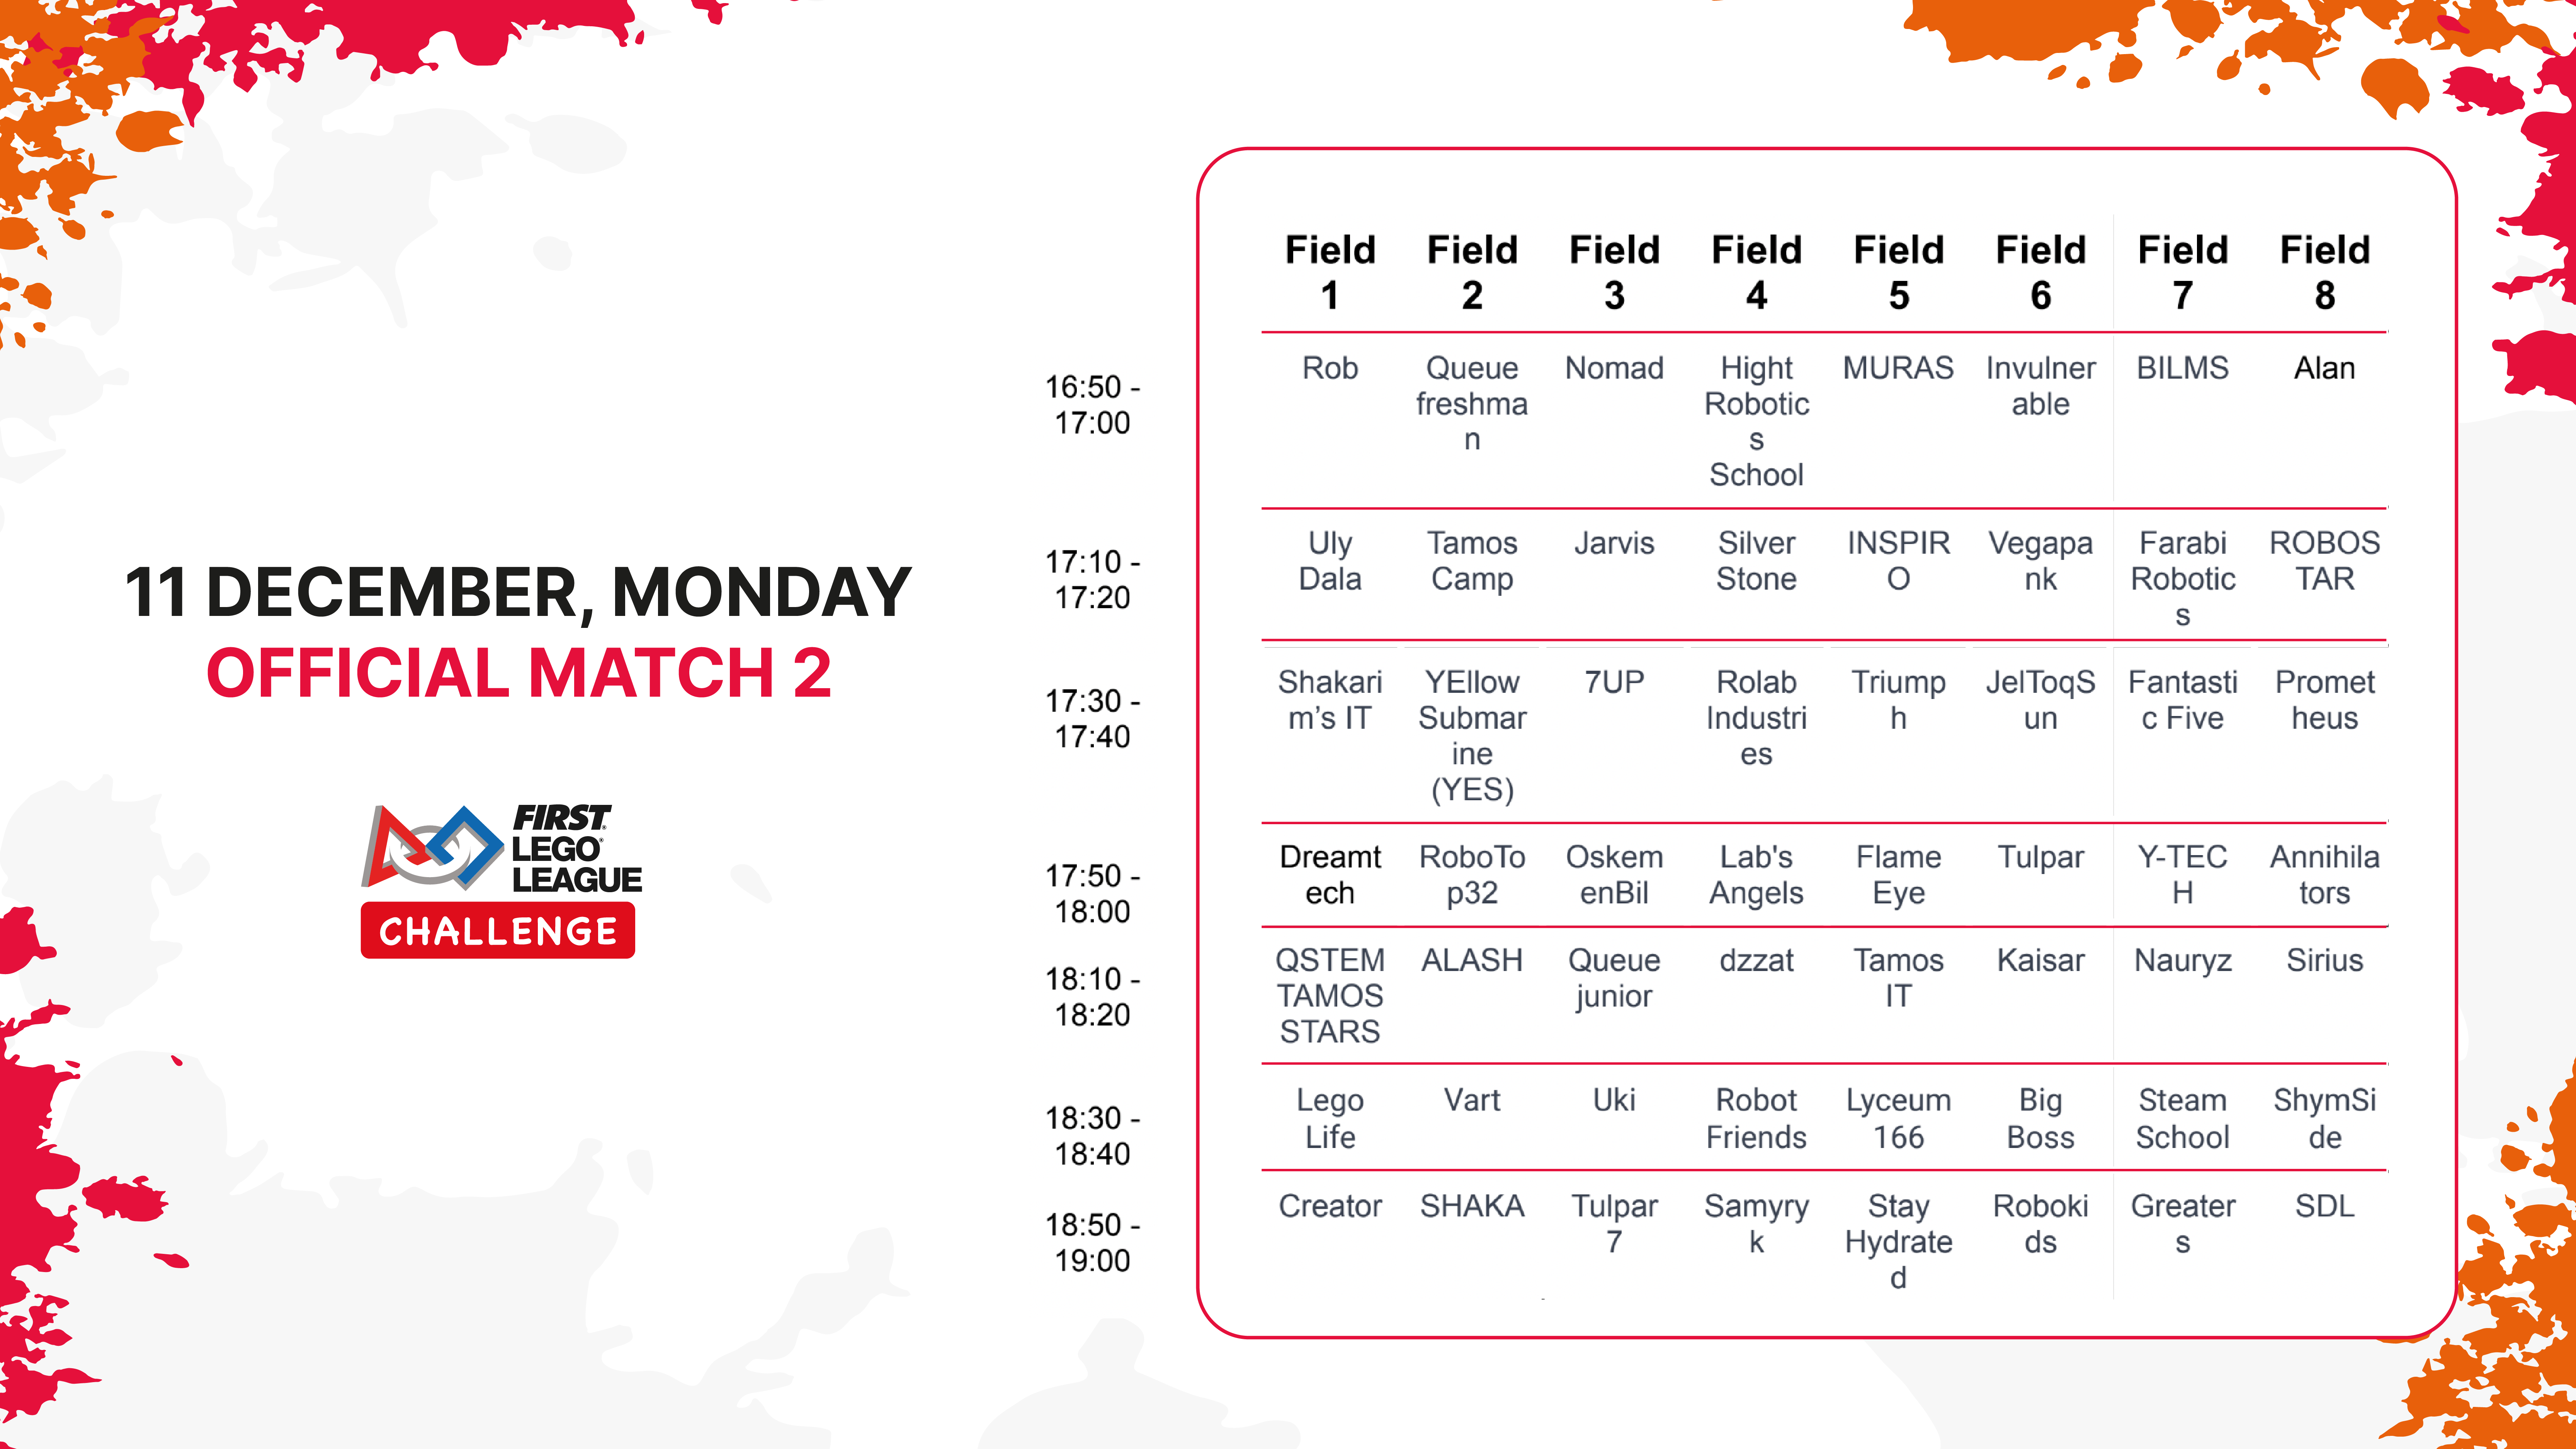 11 DECEMBER, MONDAY
OFFICIAL MATCH 2
FIRST
LEGO
LEAGUE
CHALLENGE
Field Field Field Field Field Field Field Field
1 2 3 4 5 6 7 8
16:50 -
17:00
Rob Queue Nomad Hight MURAS Invulner BILMS Alan
freshma Robotic able
n s
School
17:10 -
17:20
Uly Tamos Jarvis Silver INSPIR Vegapa Farabi ROBOS
Dala Camp Stone O nk Robotic TAR
s
17:30 -
17:40
Shakari YEllow 7UP Rolab Triump JelToqS Fantasti Promet
m’s IT Submar Industri h un c Five heus
ine es
(YES)
17:50 -
18:00
Dreamt RoboTo Oskem Lab's Flame Tulpar Y-TEC Annihila
ech p32 enBil Angels Eye H tors
18:10 -
18:20
QSTEM ALASH Queue dzzat Tamos Kaisar Nauryz Sirius
TAMOS junior IT
STARS
18:30 -
18:40
Lego Vart Uki Robot Lyceum Big Steam ShymSi
Life Friends 166 Boss School de
18:50 -
19:00
Creator SHAKA Tulpar Samyry Stay Roboki Greater SDL
7 k Hydrate ds s
d